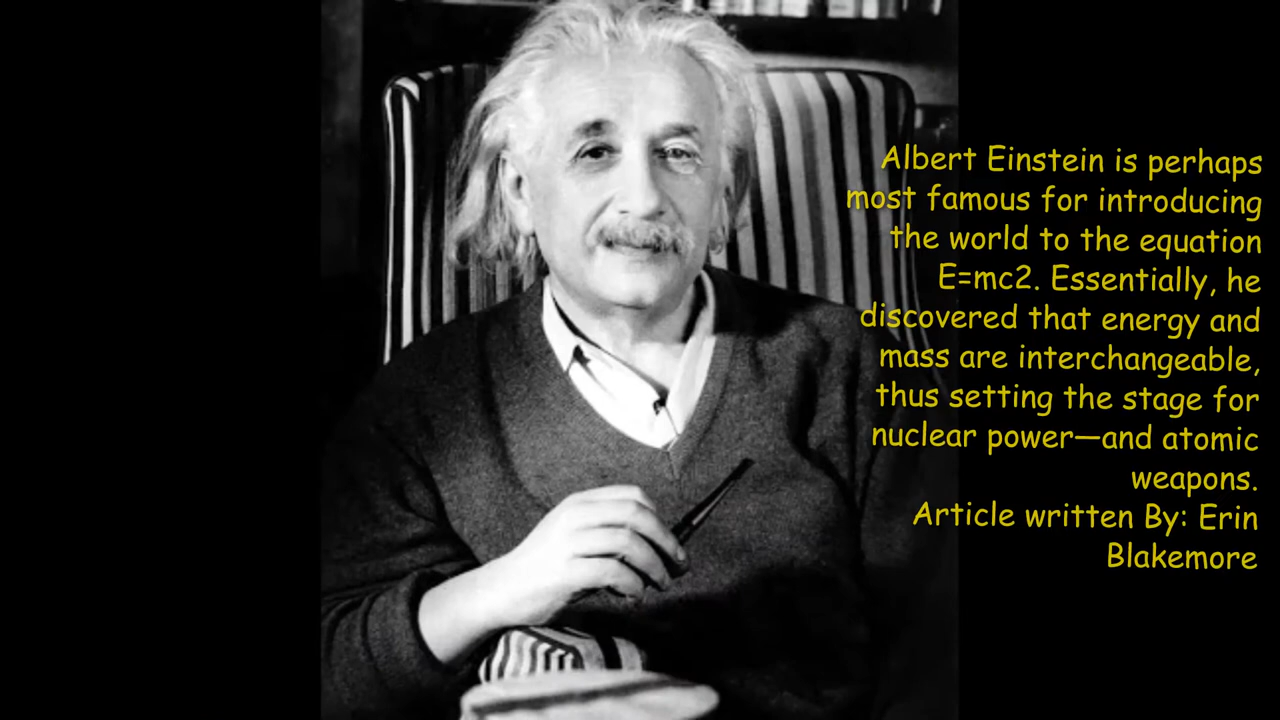 Albert Einstein is perhaps
most famous for introducing
the world to the equation
E=mc2. Essentially, he
discovered that energy and
mass are interchangeable,
thus setting the stage for
nuclear power—and atomic
weapons.
Article written By: Erin
Blakemore